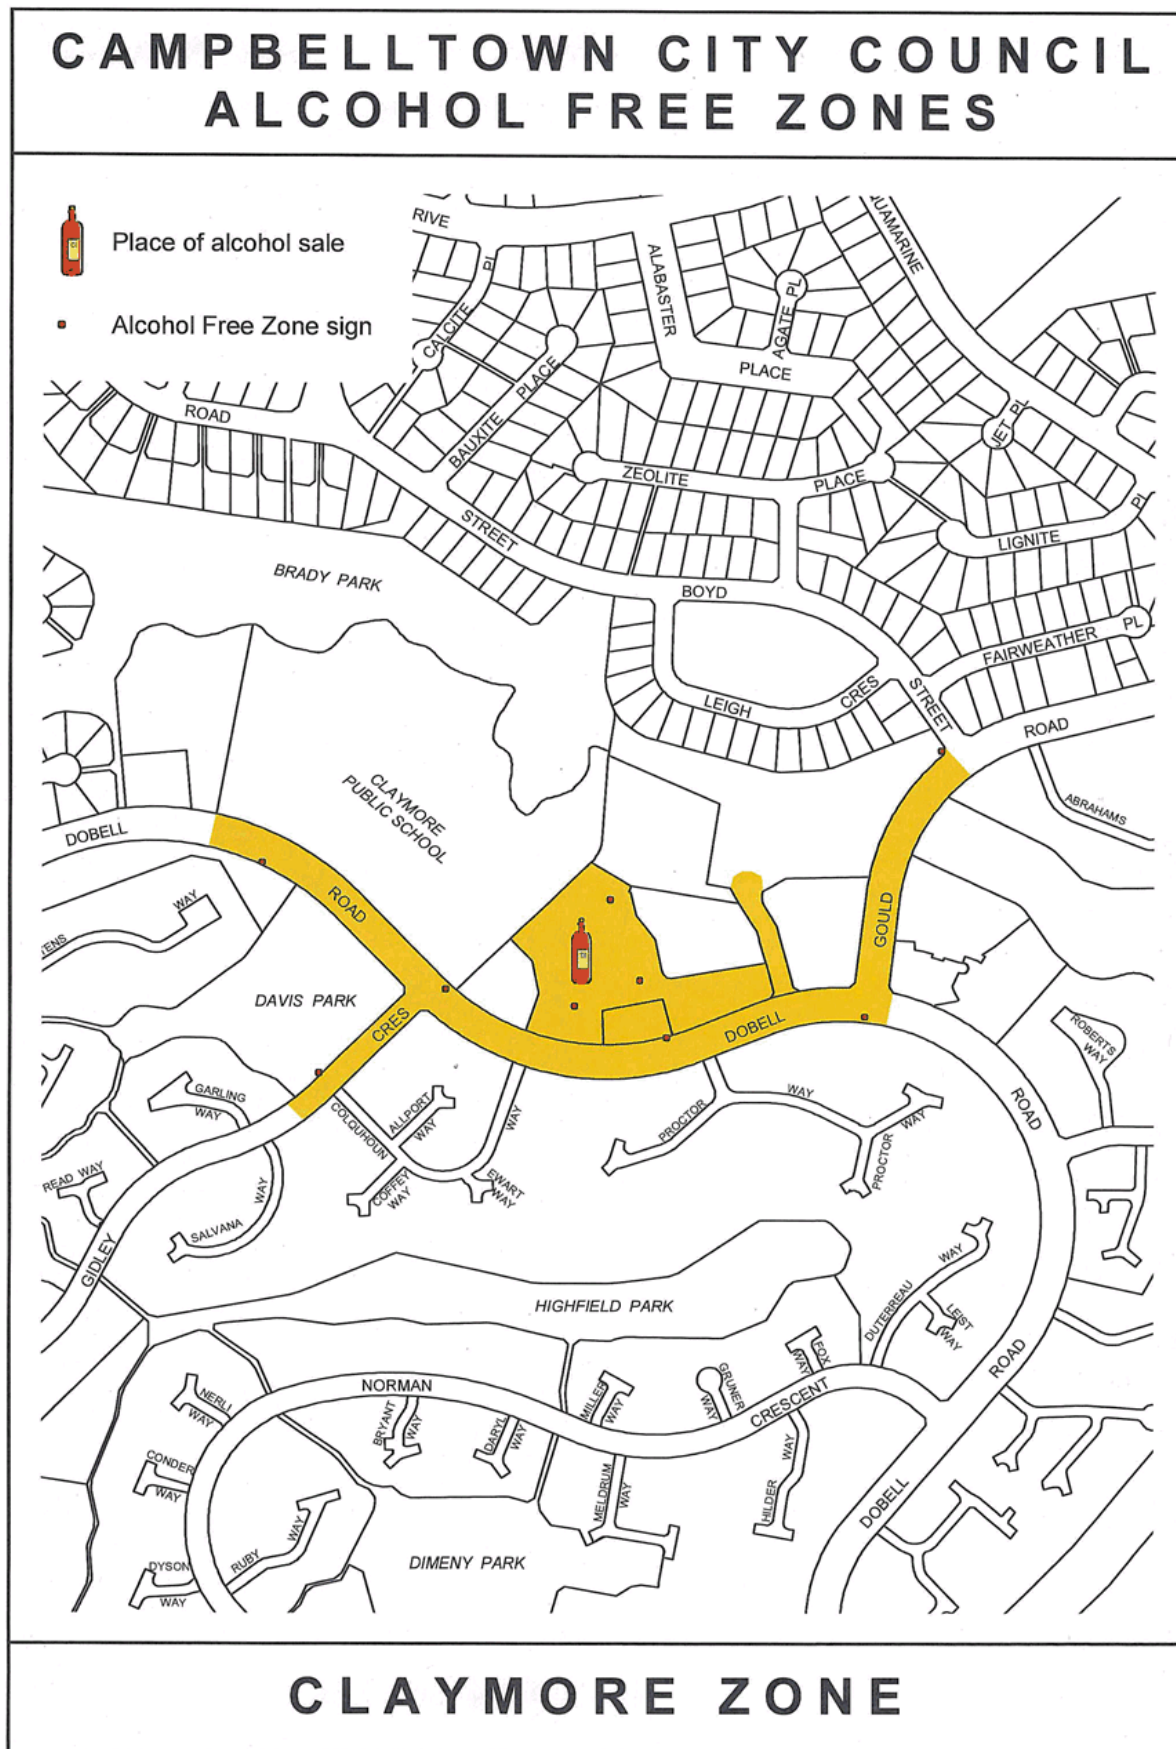 CAMPBELLTOWN CITY COUNCIL
ALCOHOL FREE ZONES
Place of alcohol sale
Alcohol Free Zone sign
RIVE
CALCITE
PL
ALABASTER
PLACE
AGATE PL
QUAMARINE
BAUXITE PLACE
ROAD
STREET
ZEOLITE
PLACE
JET PL
LIGNITE
PL
BOYD
STREET
FAIRWEATHER
PL
LEIGH
CRES
ROAD
ABRAHAMS
BRADY PARK
CLAYMORE
PUBLIC SCHOOL
DOBELL
ROAD
GOULD
DOBELL
ROAD
WAY
TENS
DAVIS PARK
CRES
GIDLEY
GARLING
WAY
COLQUHOUN
ALLPORT
WAY
WAY
COFFEY
WAY
EWART
WAY
PROCTOR
WAY
WAY
PROCTOR
ROBERTS
WAY
READ WAY
SALVANA
WAY
HIGHFIELD PARK
DUTERREAU
WAY
LEIST
WAY
ROAD
DOBELL
NORMAN
CRESCENT
NERLI
WAY
BRYANT
WAY
DARYL
WAY
MILLER
WAY
GRUNER
WAY
FOX
WAY
CONDER
WAY
MELDRUM
WAY
HILDER
WAY
DYSON
WAY
RUBY
WAY
DIMENY PARK
CLAYMORE ZONE